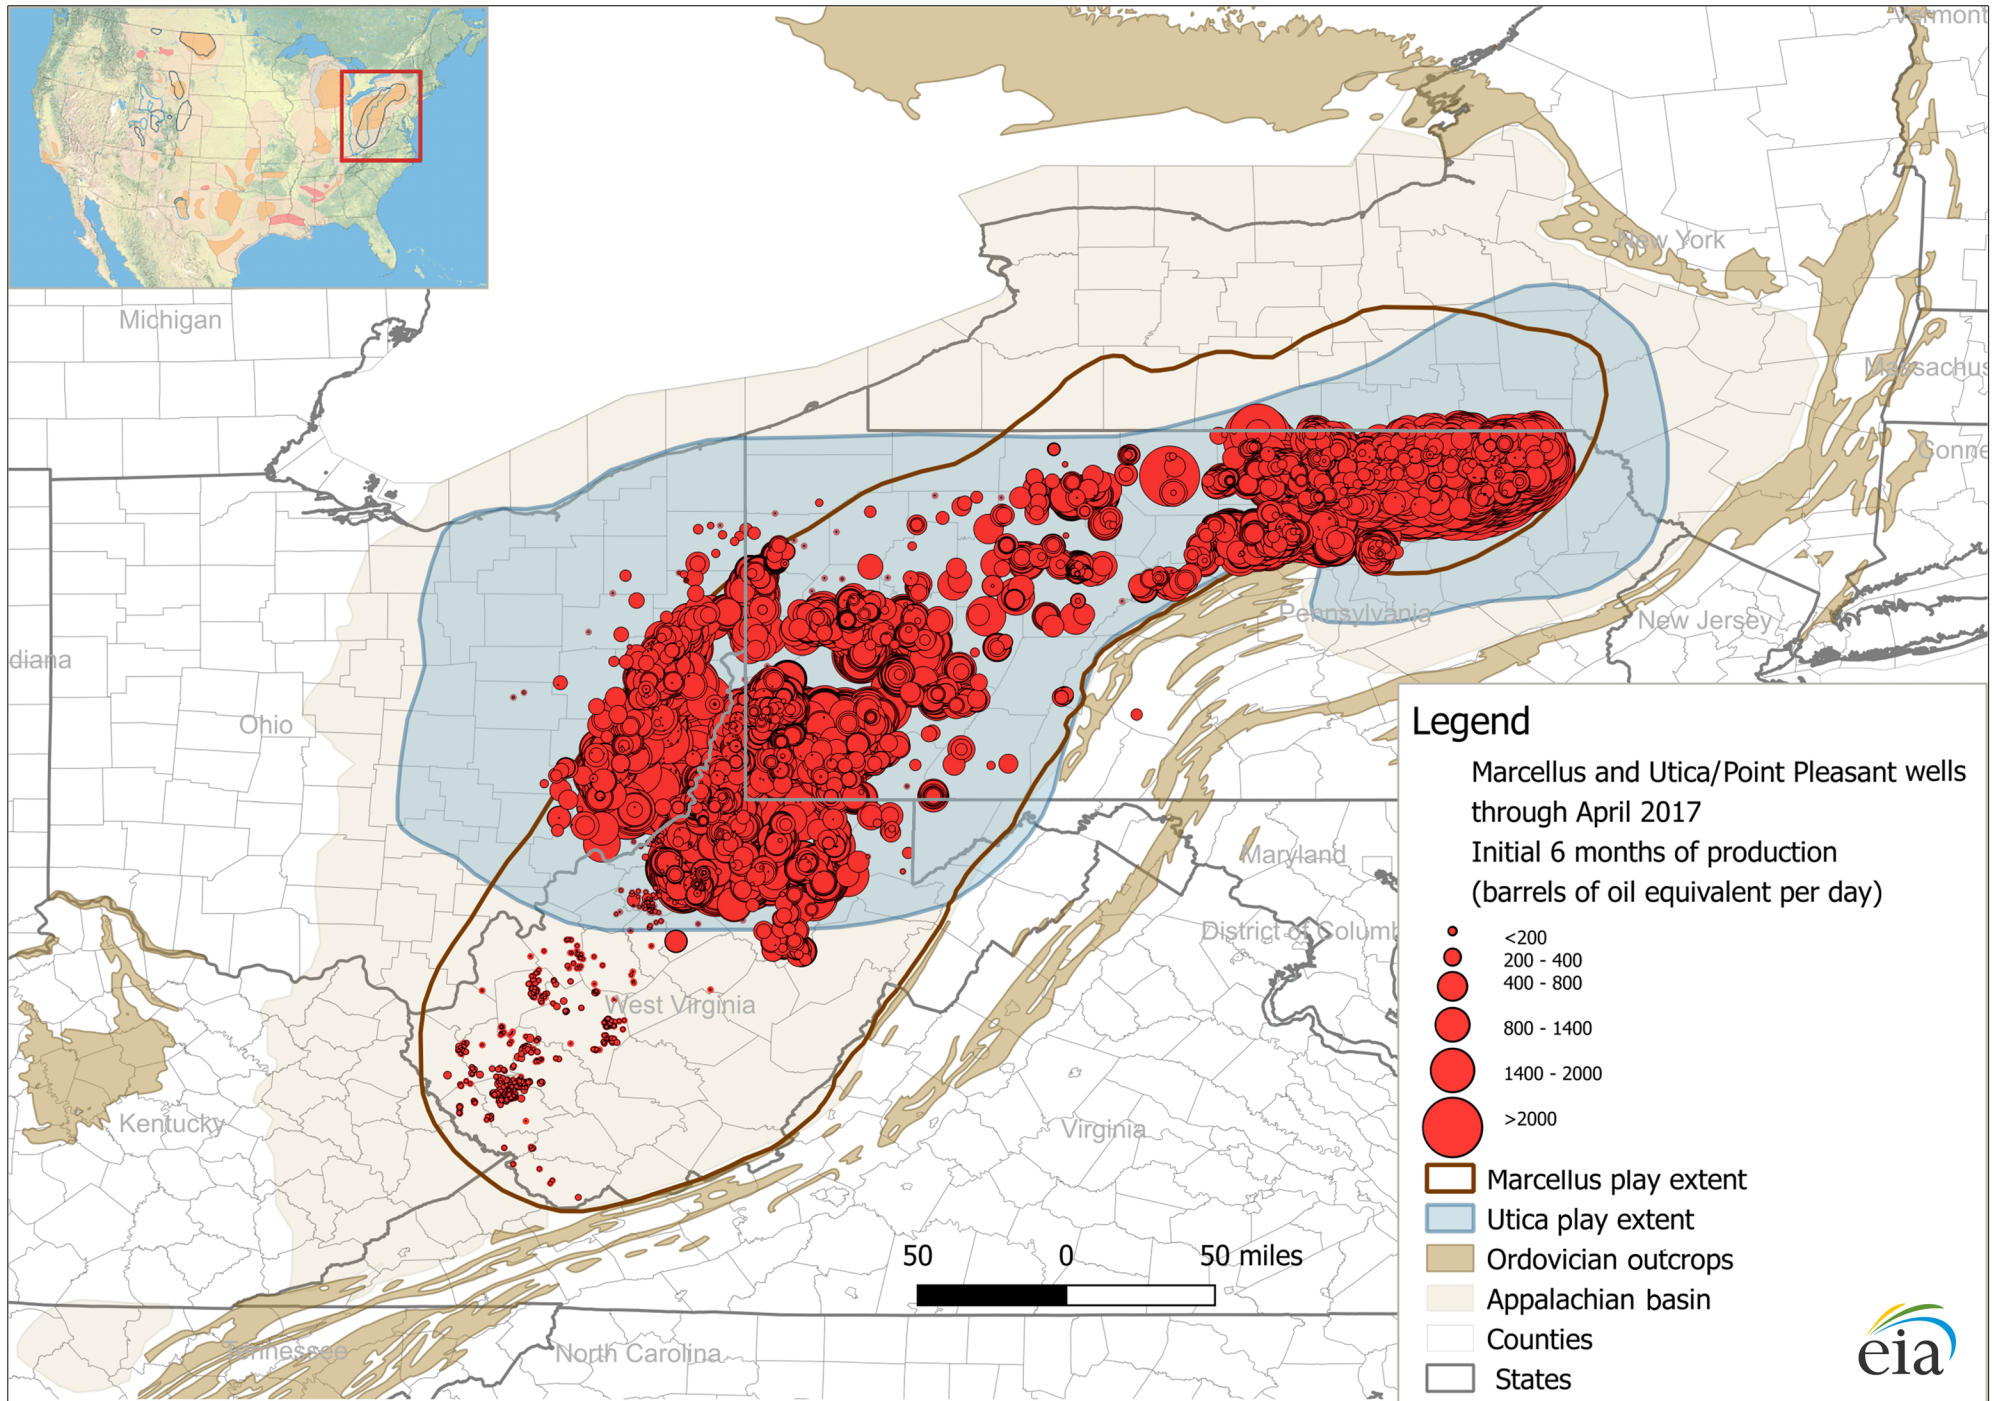 Vermont
New York
Michigan
Massachus
Conne
Pennsylvania
New Jersey
diana
Ohio
Maryland
District of Columb
West Virginia
Kentucky
Virginia
Tennessee
North Carolina
50 0 50 miles
Legend
Marcellus and Utica/Point Pleasant wells
through April 2017
Initial 6 months of production
(barrels of oil equivalent per day)
<200
200 - 400
400 - 800
800 - 1400
1400 - 2000
>2000
Marcellus play extent
Utica play extent
Ordovician outcrops
Appalachian basin
Counties
States
eia